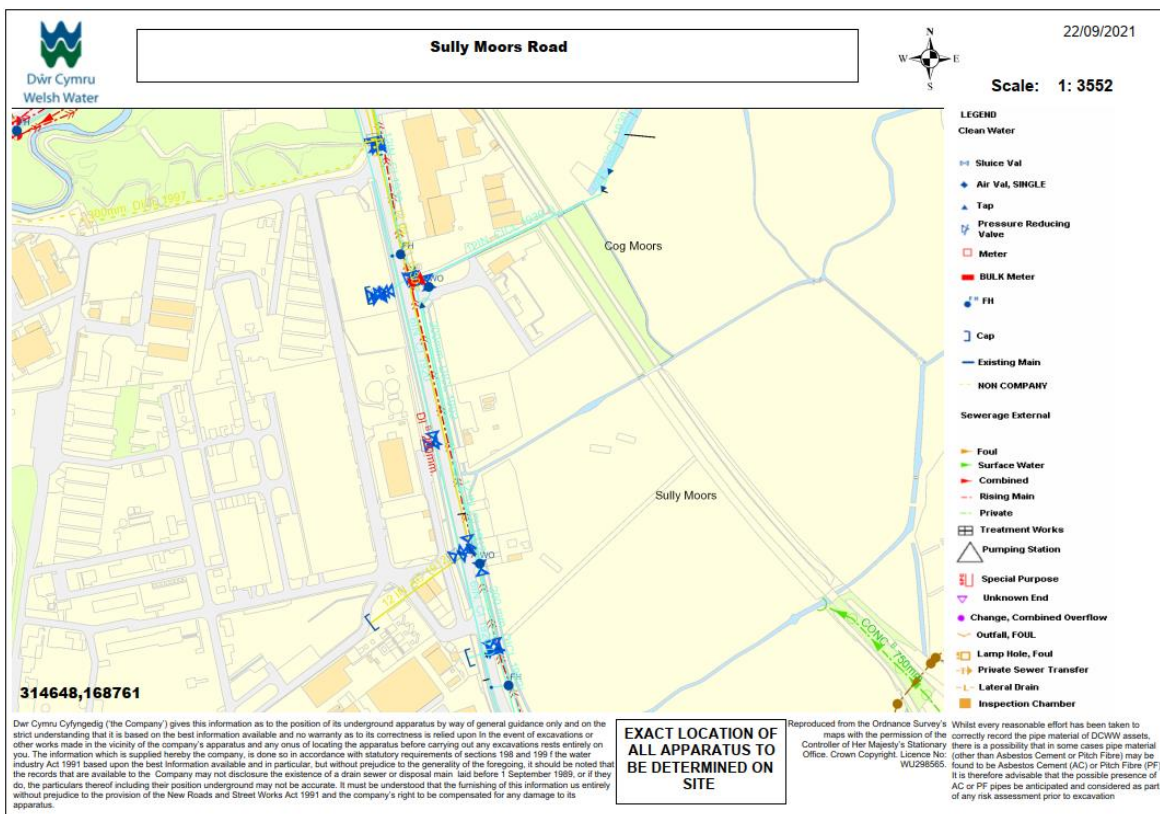 Dŵr Cymru
Welsh Water
Sully Moors Road
N
W
E
S
22/09/2021
Scale: 1: 3552
FH
300mm 1997
Cog Moors
WO
Sully Moors
WO
FH
CONC 750mm
314648,168761
LEGEND
Clean Water
Sluice Val
Air Val, SINGLE
Tap
Pressure Reducing
Valve
Meter
BULK Meter
FH
FH
Cap
Existing Main
NON COMPANY
Sewerage External
Foul
Surface Water
Combined
Rising Main
Private
Treatment Works
Pumping Station
Special Purpose
Unknown End
Change, Combined Overflow
Outfall, FOUL
Lamp Hole, Foul
Private Sewer Transfer
Lateral Drain
Inspection Chamber
Dwr Cymru Cyfyngedig ('the Company') gives this information as to the position of its underground apparatus by way of general guidance only and on the
strict understanding that it is based on the best information available and no warranty as to its correctness is relied upon In the event of excavations or
other works made in the vicinity of the company's apparatus and any onus of locating the apparatus before carrying out any excavations rests entirely on
you. The information which is supplied hereby the company, is done so in accordance with statutory requirements of sections 198 and 199 f the water
industry Act 1991 based upon the best Information available and in particular, but without prejudice to the generality of the foregoing, it should be noted that
the records that are available to the Company may not disclose the existence of a drain sewer or disposal main laid before 1 September 1989, or if they
do, the particulars thereof including their position underground may not be accurate. It must be understood that the furnishing of this information us entirely
without prejudice to the provision of the New Roads and Street Works Act 1991 and the company's right to be compensated for any damage to its
apparatus.
EXACT LOCATION OF
ALL APPARATUS TO
BE DETERMINED ON
SITE
Reproduced from the Ordnance Survey's
maps with the permission of the
Controller of Her Majesty's Stationary
Office. Crown Copyright. Licence No:
WU298565.
Whilst every reasonable effort has been taken to
correctly record the pipe material of DCWW assets,
there is a possibility that in some cases pipe material
(other than Asbestos Cement or Pitch Fibre) may be
found to be Asbestos Cement (AC) or Pitch Fibre (PF)
It is therefore advisable that the possible presence of
AC or PF pipes be anticipated and considered as part
of any risk assessment prior to excavation